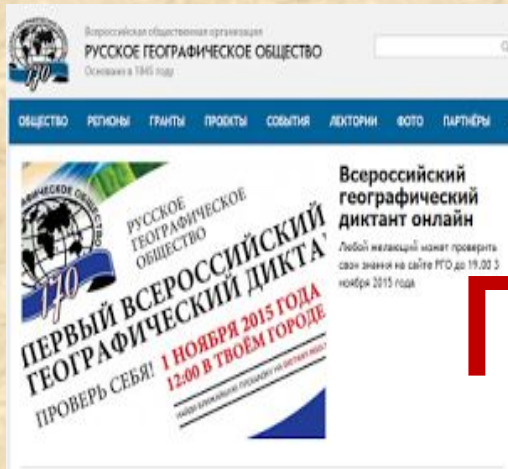 Всероссийская общественная организация
РУССКОЕ ГЕОГРАФИЧЕСКОЕ ОБЩЕСТВО
Основано в 1845 году
ОБЩЕСТВО РЕГИОНЫ ГРАНТЫ ПРОЕКТЫ СОБЫТИЯ ЛЕКТОРИИ ФОТО ПАРТНЁРЫ
170
РУССКОЕ
ГЕОГРАФИЧЕСКОЕ
ОБЩЕСТВО
170
ПЕРВЫЙ ВСЕРОССИЙСКИЙ
ГЕОГРАФИЧЕСКИЙ ДИКТА
ПРОВЕРЬ СЕБЯ!
1 НОЯБРЯ 2015 ГОДА
12:00 В ТВОЁМ ГОРОДЕ
Всероссийский
географический
диктант онлайн
Любой желающий может проверить
свои знания на сайте РГО до 19.00 3
ноября 2015 года